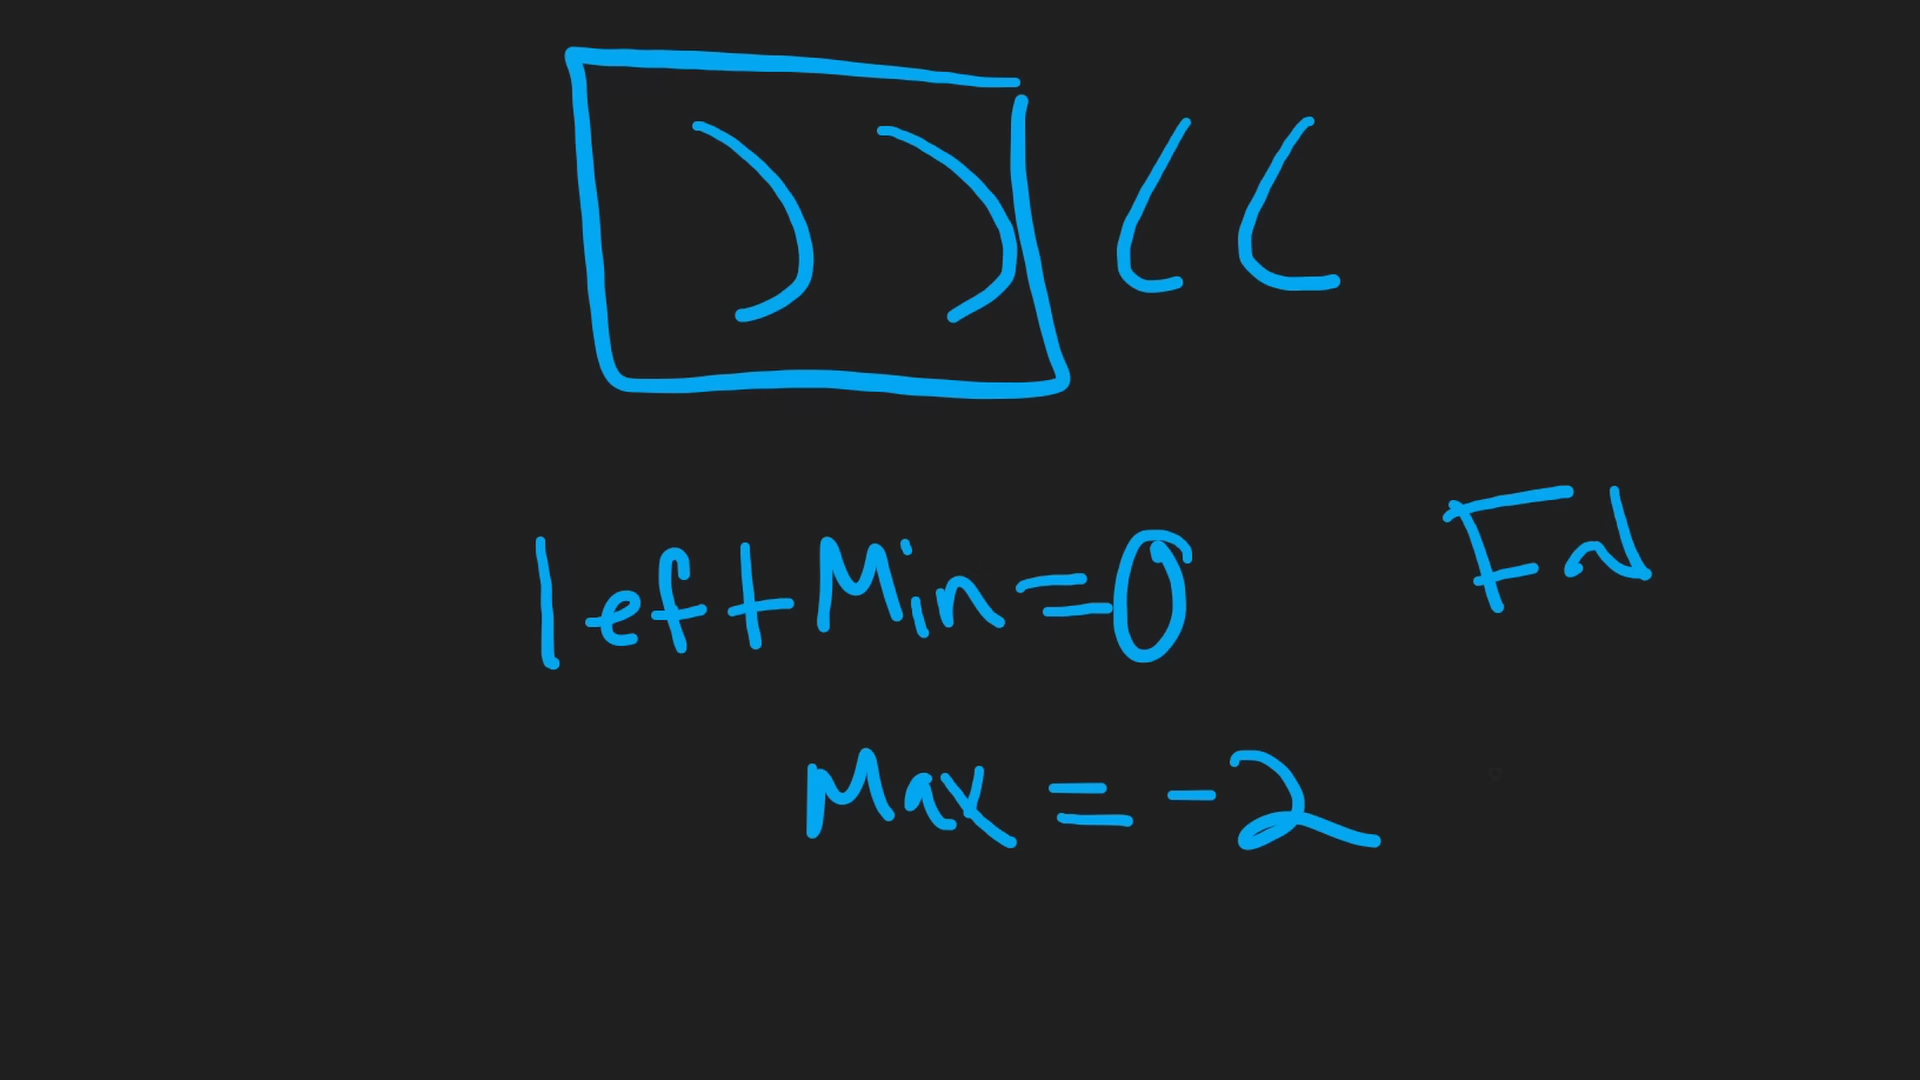 ))((
leftMin=0
Fal
Max = -2